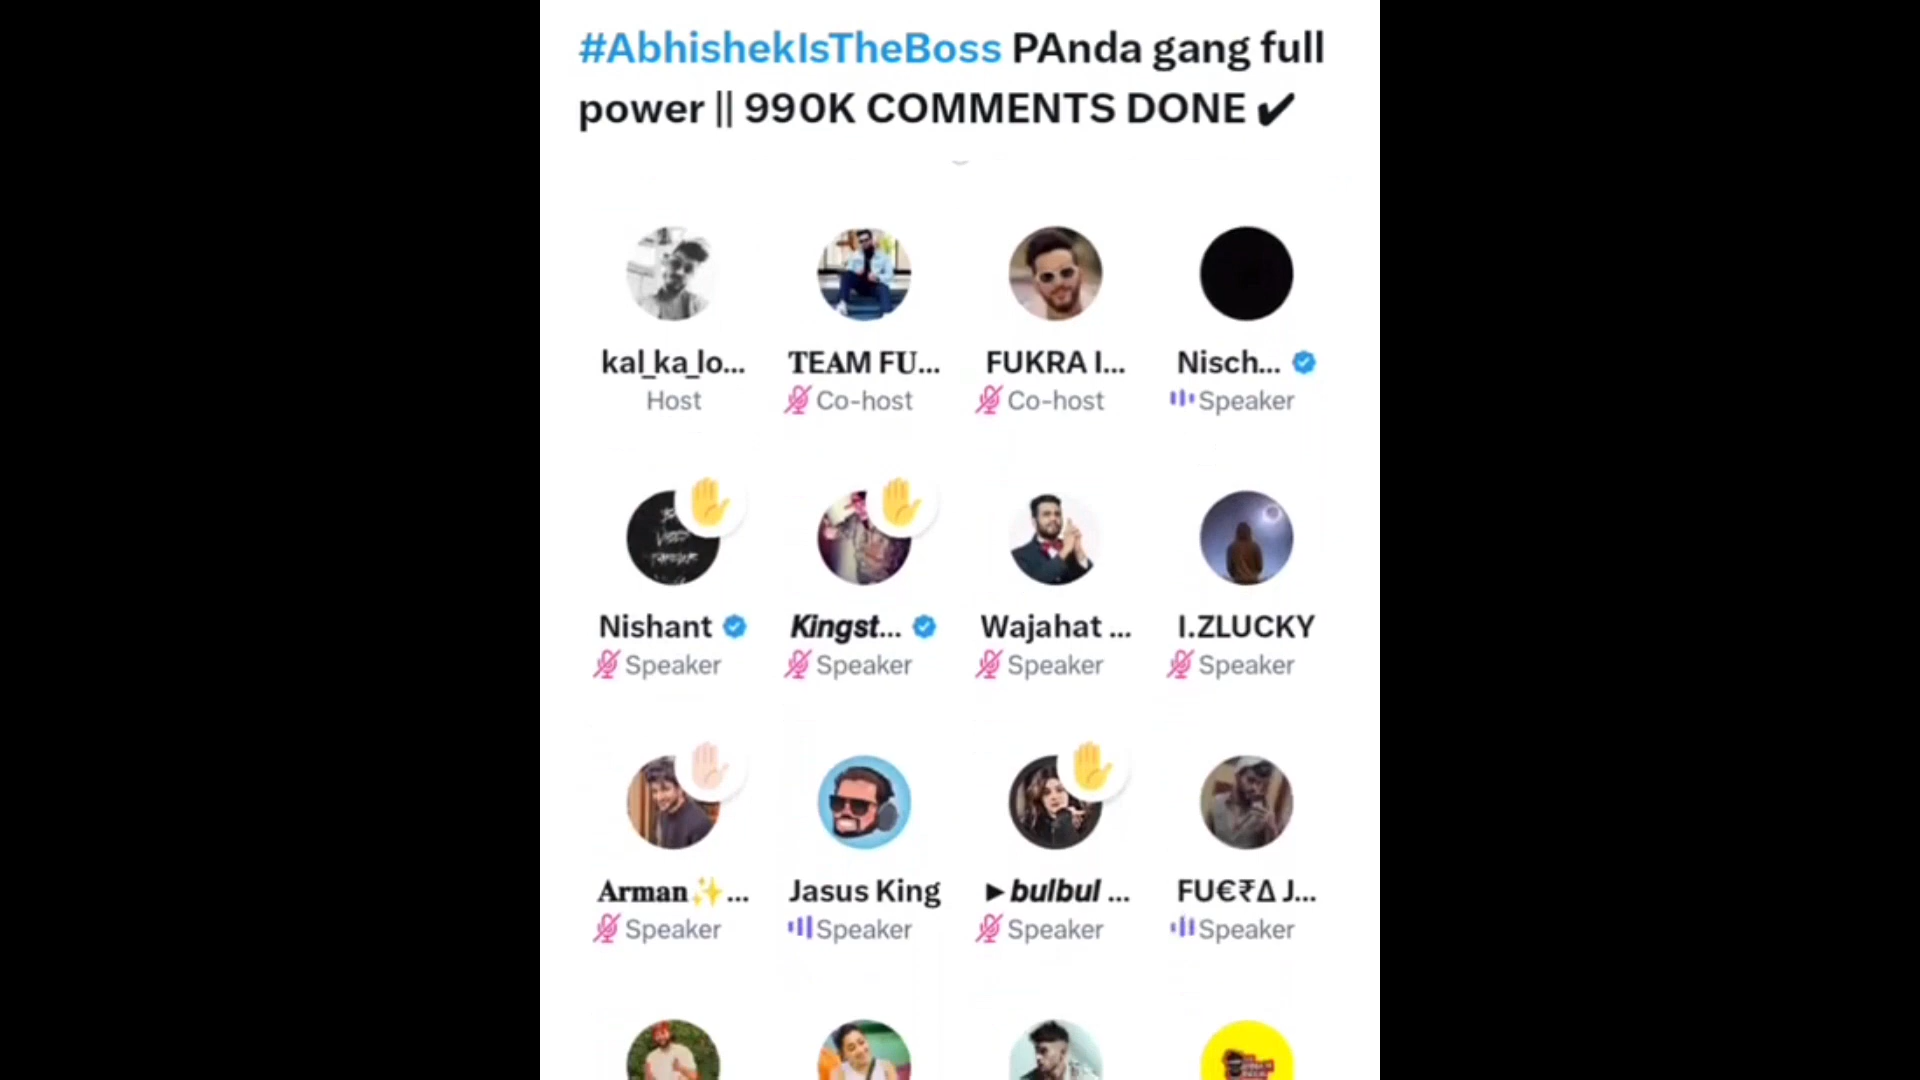 #AbhishekIsTheBoss PAnda gang full
power || 990K COMMENTS DONE ✔
kal_ka_lo... TEAM FU... FUKRA I... Nisch...
Host Co-host Co-host Speaker
Nishant Kingst... Wajahat ... I.ZLUCKY
Speaker Speaker Speaker Speaker
Arman✨... Jasus King ►bulbul ... FU€₹∆ J...
Speaker Speaker Speaker Speaker